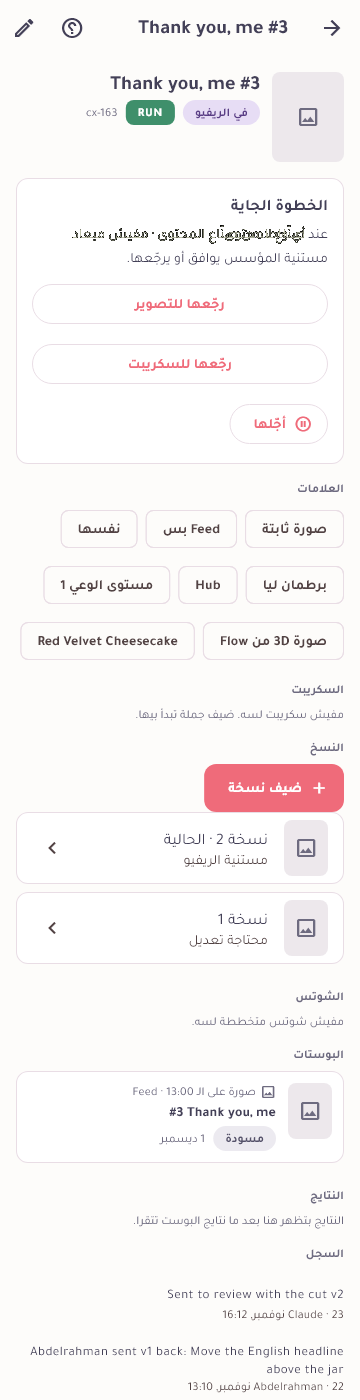 Thank you, me #3
Thank you, me #3
في الريفيو
RUN
cx-163
الخطوة الجاية
عند المحتوى · مفيش ميعاد.
مستنية المؤسس يوافق أو يرجّعها.
رجّعها للتصوير
رجّعها للسكريبت
أجّلها
العلامات
صورة ثابتة
Feed بس
نفسها
برطمان ليا
Hub
مستوى الوعي 1
صورة 3D من Flow
Red Velvet Cheesecake
السكريبت
مفيش سكريبت لسه. ضيف جملة تبدأ بيها.
النسخ
ضيف نسخة
نسخة 2 · الحالية
مستنية الريفيو
نسخة 1
محتاجة تعديل
الشوتس
مفيش شوتس متخططة لسه.
البوستات
صورة على الـ Feed · 13:00
#3 Thank you, me
مسودة
1 ديسمبر
النتايج
النتايج بتظهر هنا بعد ما نتايج البوست تتقرا.
السجل
Sent to review with the cut v2
Claude · 23 نوفمبر, 16:12
Abdelrahman sent v1 back: Move the English headline
above the jar
Abdelrahman · 22 نوفمبر, 13:10